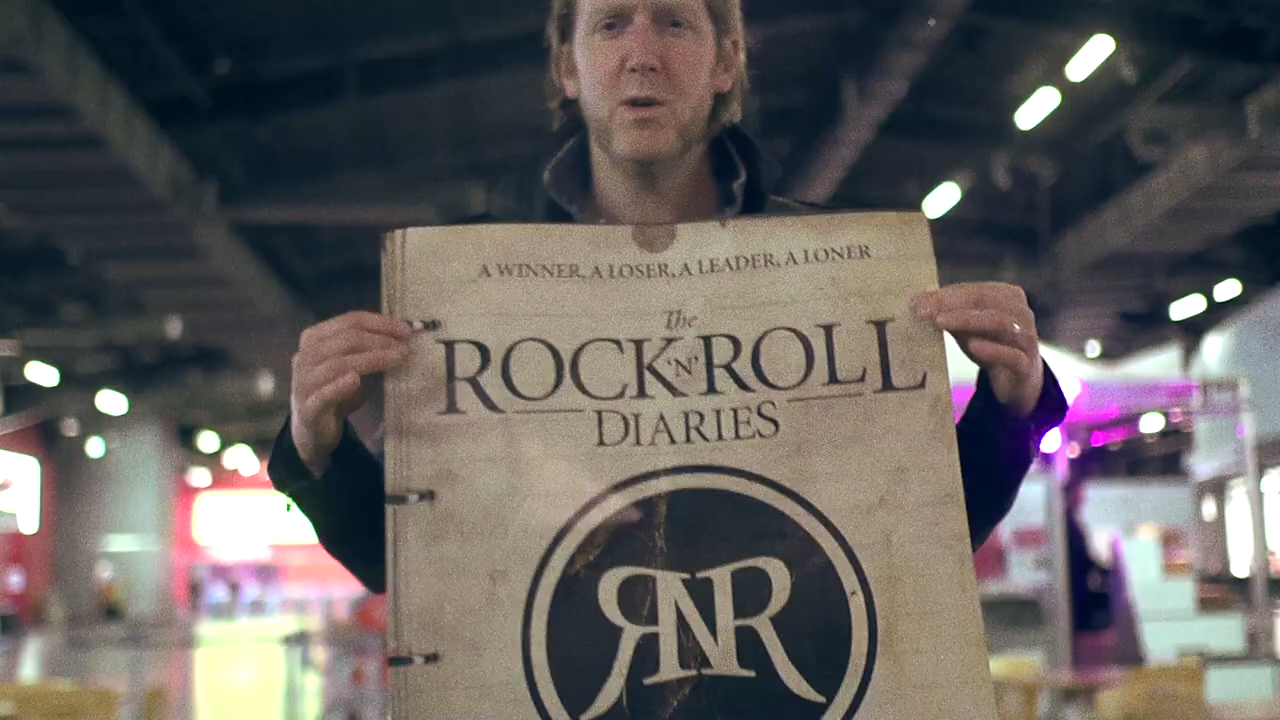 A WINNER, A LOSER, A LEADER, A LONER
The
ROCK 'N' ROLL
DIARIES
RNR